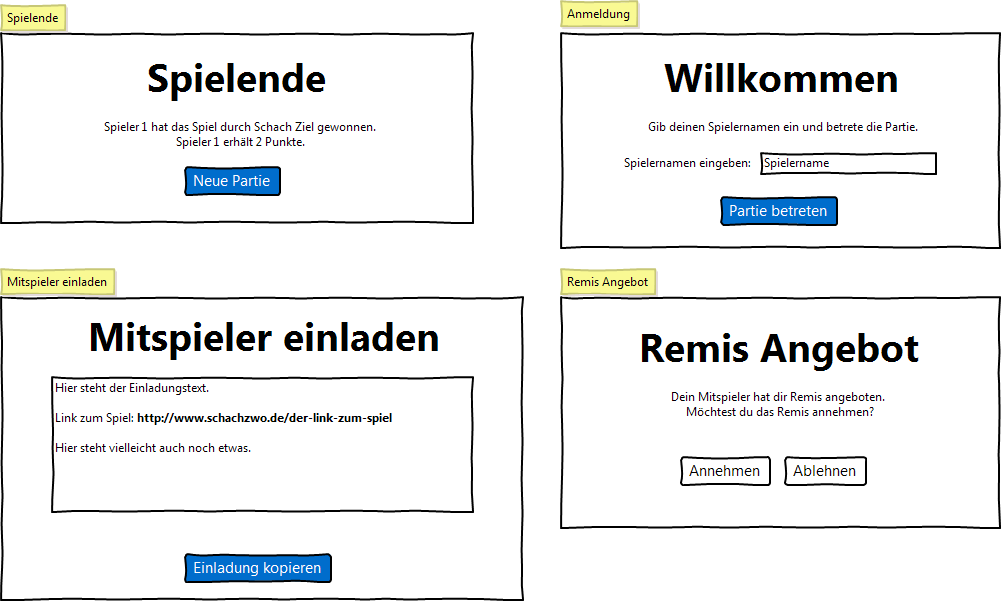 Spielende
Spielende
Spieler 1 hat das Spiel durch Schach Ziel gewonnen.
Spieler 1 erhält 2 Punkte.
Neue Partie
Anmeldung
Willkommen
Gib deinen Spielernamen ein und betrete die Partie.
Spielernamen eingeben: Spielername
Partie betreten
Mitspieler einladen
Mitspieler einladen
Hier steht der Einladungstext.
Link zum Spiel: http://www.schachzwo.de/der-link-zum-spiel
Hier steht vielleicht auch noch etwas.
Einladung kopieren
Remis Angebot
Remis Angebot
Dein Mitspieler hat dir Remis angeboten.
Möchtest du das Remis annehmen?
Annehmen Ablehnen